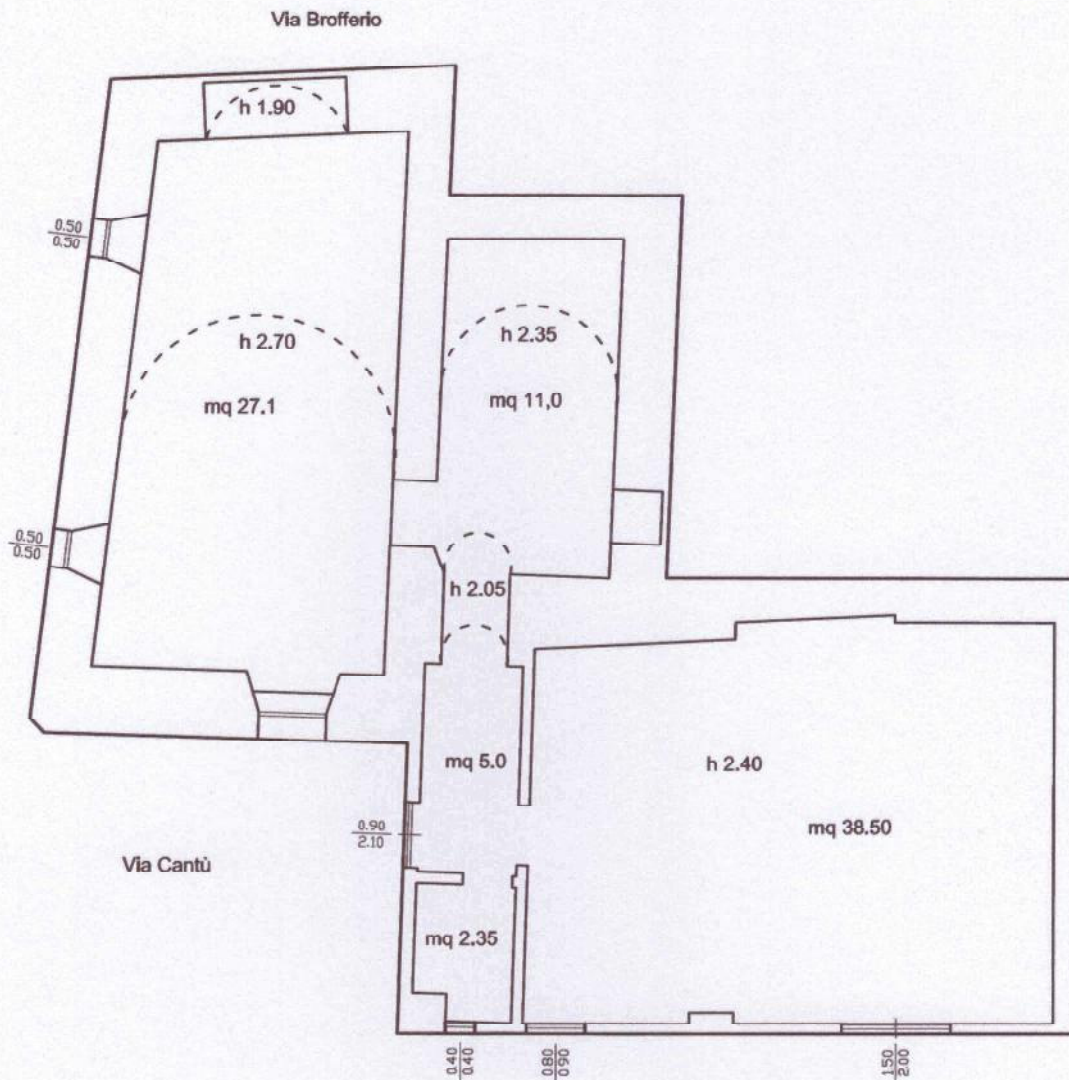 Via Brofferio
h 1.90
0.50
0.50
h 2.70
h 2.35
mq 27.1
mq 11,0
0.50
0.50
h 2.05
mq 5.0
h 2.40
0.90
2.10
mq 38.50
Via Cantù
mq 2.35
0.40
0.40
0.80
0.90
1.50
2.00